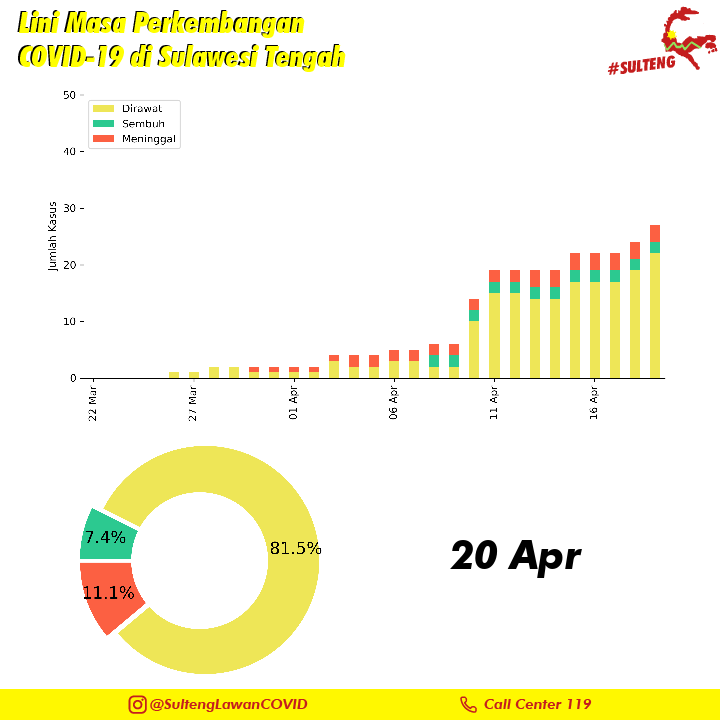 Lini Masa Perkembangan
COVID-19 di Sulawesi Tengah
#SULTENG
50
40
30
20
10
0
Jumlah Kasus
Dirawat
Sembuh
Meninggal
22 Mar
27 Mar
01 Apr
06 Apr
11 Apr
16 Apr
7.4%
81.5%
11.1%
20 Apr
@SultengLawanCOVID
Call Center 119